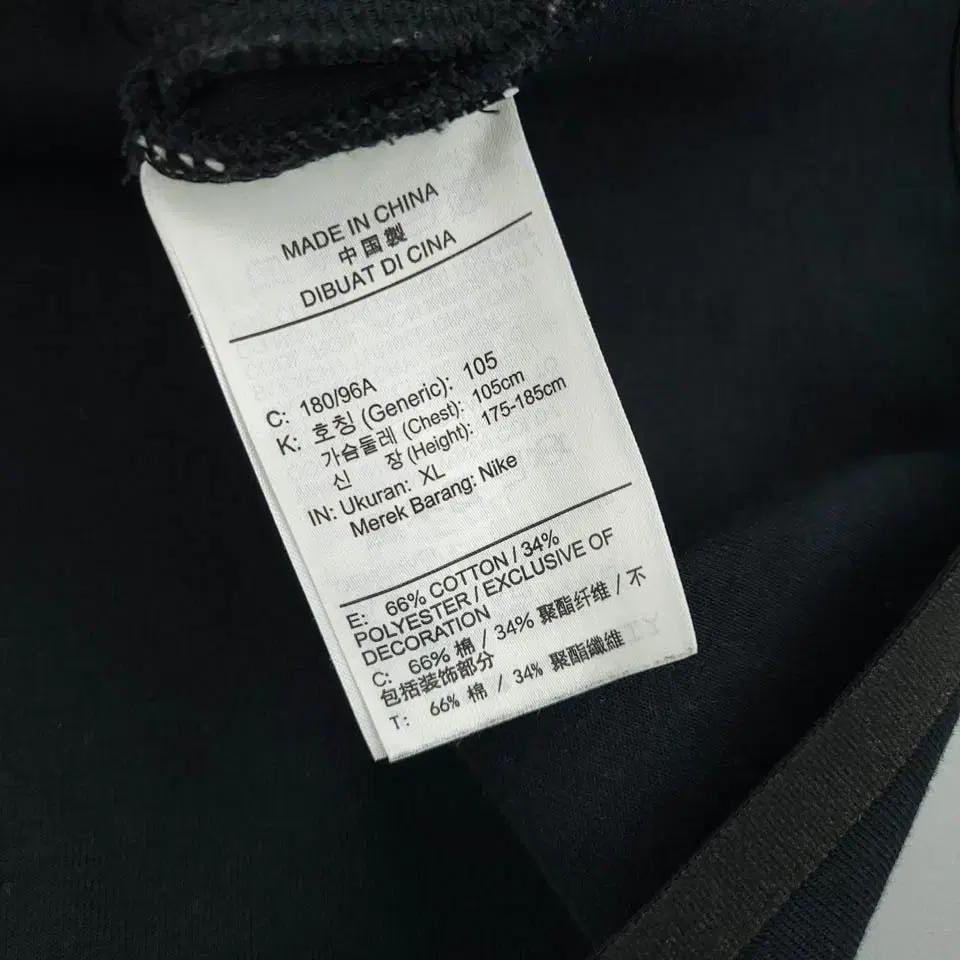 MADE IN CHINA
中国製
DIBUAT DI CINA
C: 180/96A
K: 호칭 (Generic): 105
가슴둘레 (Chest): 105cm
신 장 (Height): 175-185cm
IN: Ukuran: XL
Merek Barang: Nike
E: 66% COTTON / 34%
POLYESTER / EXCLUSIVE OF
DECORATION
C: 66% 棉 / 34% 聚酯纤维 / 不
包括装饰部分
T: 66% 棉 / 34% 聚酯纖維